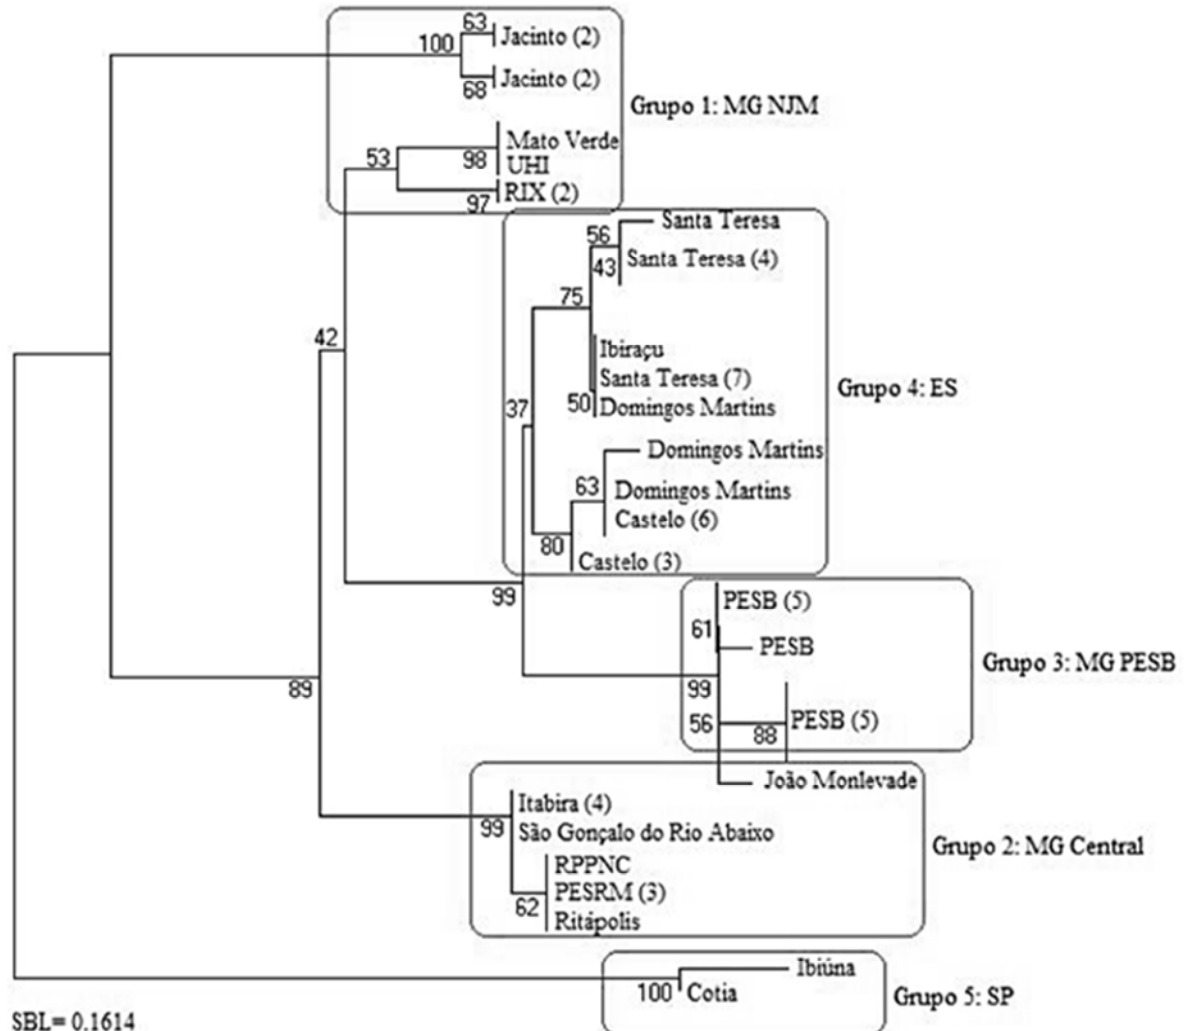 63
Jacinto (2)
100
Jacinto (2)
68
Grupo 1: MG NJM
Mato Verde
53
98
UHI
RIX (2)
97
Santa Teresa
56
Santa Teresa (4)
43
75
42
Ibiraçu
Santa Teresa (7)
Grupo 4: ES
37
50
Domingos Martins
Domingos Martins
63
Domingos Martins
Castelo (6)
80
Castelo (3)
99
PESB (5)
61
PESB
Grupo 3: MG PESB
99
89
56
PESB (5)
88
João Monlevade
Itabira (4)
99
São Gonçalo do Rio Abaixo
Grupo 2: MG Central
RPPNC
PESRM (3)
62
Ritápolis
Ibiúna
100
Cotia
Grupo 5: SP
SBL= 0.1614